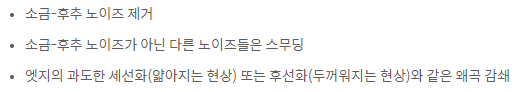 • 소금-후추 노이즈 제거
• 소금-후추 노이즈가 아닌 다른 노이즈들은 스무딩
• 엣지의 과도한 세선화(얇아지는 현상) 또는 후선화(두꺼워지는 현상)와 같은 왜곡 감쇄